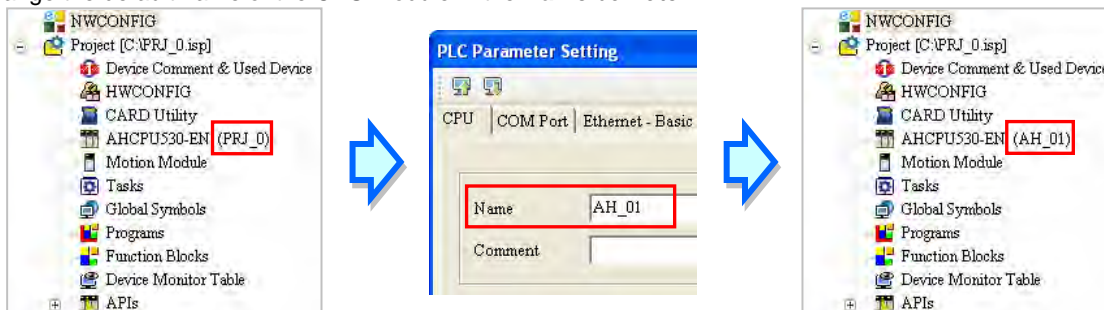 NWCONFIG
Project [C:\PRJ_0.isp]
Device Comment & Used Device
HWCONFIG
CARD Utility
AHCPU530-EN (PRJ_0)
Motion Module
Tasks
Global Symbols
Programs
Function Blocks
Device Monitor Table
APIs
PLC Parameter Setting
CPU
COM Port
Ethernet - Basic
Name
AH_01
Comment
NWCONFIG
Project [C:\PRJ_0.isp]
Device Comment & Used Device
HWCONFIG
CARD Utility
AHCPU530-EN (AH_01)
Motion Module
Tasks
Global Symbols
Programs
Function Blocks
Device Monitor Table
APIs